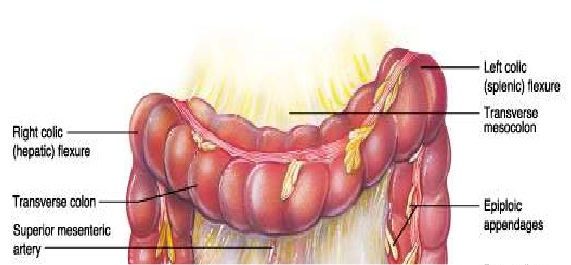 Left colic
(splenic) flexure
Transverse
mesocolon
Right colic
(hepatic) flexure
Transverse colon
Superior mesenteric
artery
Epiploic
appendages